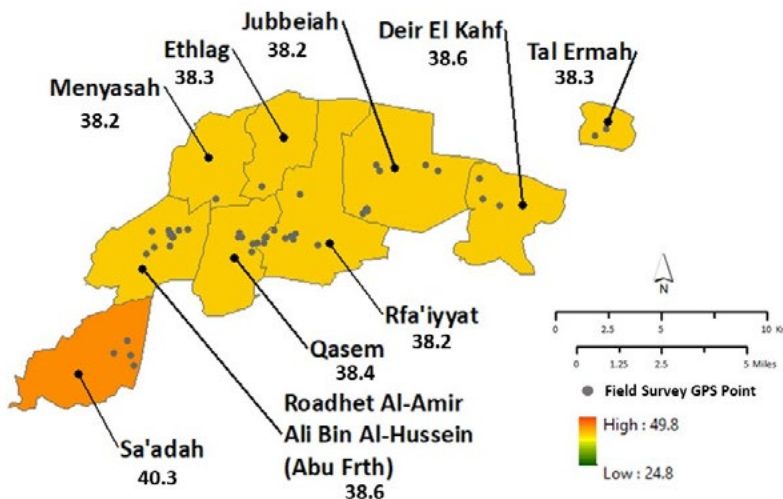 Jubbeiah
38.2
Deir El Kahf
38.6
Tal Ermah
38.3
Ethlag
38.3
Menyasah
38.2
Rfa'iyyat
38.2
Qasem
38.4
Roadhet Al-Amir
Ali Bin Al-Hussein
(Abu Frth)
38.6
Sa'adah
40.3
N
0 2.5 5 10
0 1.25 2.5 5 Miles
Field Survey GPS Point
High : 49.8
Low : 24.8